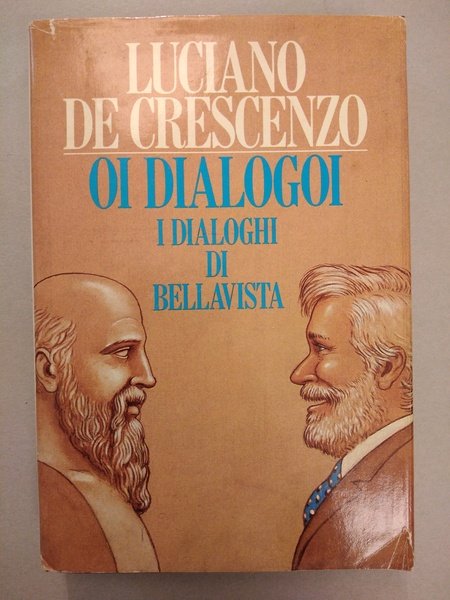 LUCIANO
DE CRESCENZO
OI DIALOGOI
I DIALOGHI
DI
BELLAVISTA